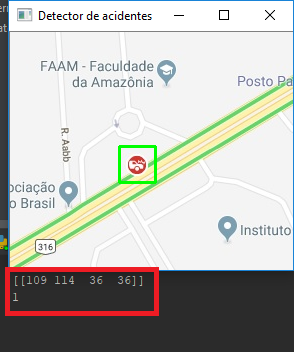 Detector de acidentes
FAAM - Faculdade
da Amazônia
Posto Pa
R. Aabb
ociação
o Brasil
Instituto
316
[[109 114  36  36]]
1